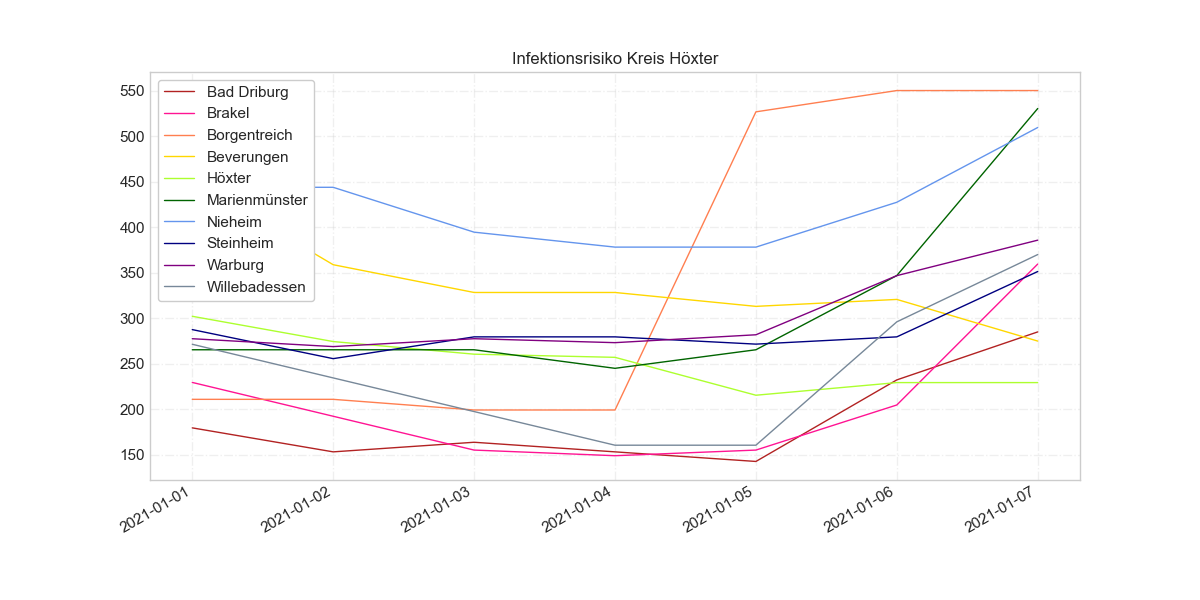 Infektionsrisiko Kreis Höxter
550
500
450
400
350
300
250
200
150
Bad Driburg
Brakel
Borgentreich
Beverungen
Höxter
Marienmünster
Nieheim
Steinheim
Warburg
Willebadessen
2021-01-01
2021-01-02
2021-01-03
2021-01-04
2021-01-05
2021-01-06
2021-01-07